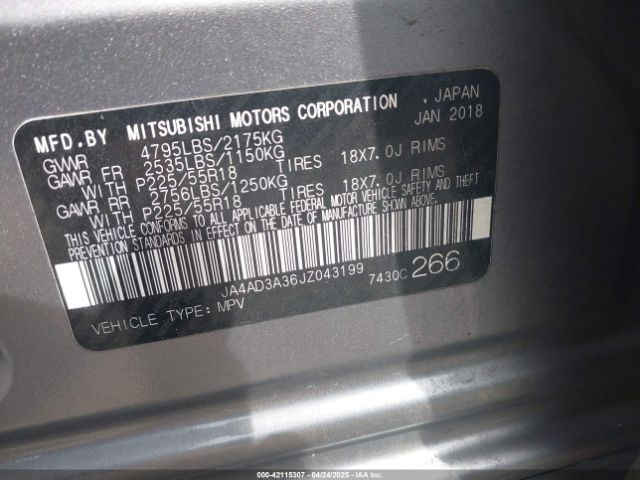 MFD.BY MITSUBISHI MOTORS CORPORATION , JAPAN
JAN 2018
GVWR 4795LBS/2175KG
GAWR FR 2535LBS/1150KG
WITH P225/55R18 TIRES 18X7.0J RIMS
GAWR RR 2756LBS/1250KG
WITH P225/55R18 TIRES 18X7.0J RIMS
THIS VEHICLE CONFORMS TO ALL APPLICABLE FEDERAL MOTOR VEHICLE SAFETY AND THEFT
PREVENTION STANDARDS IN EFFECT ON THE DATE OF MANUFACTURE SHOWN ABOVE.
JA4AD3A36JZ043199 7430C 266
VEHICLE TYPE: MPV
000-42115307 - 04/24/2025 - IAAI.COM